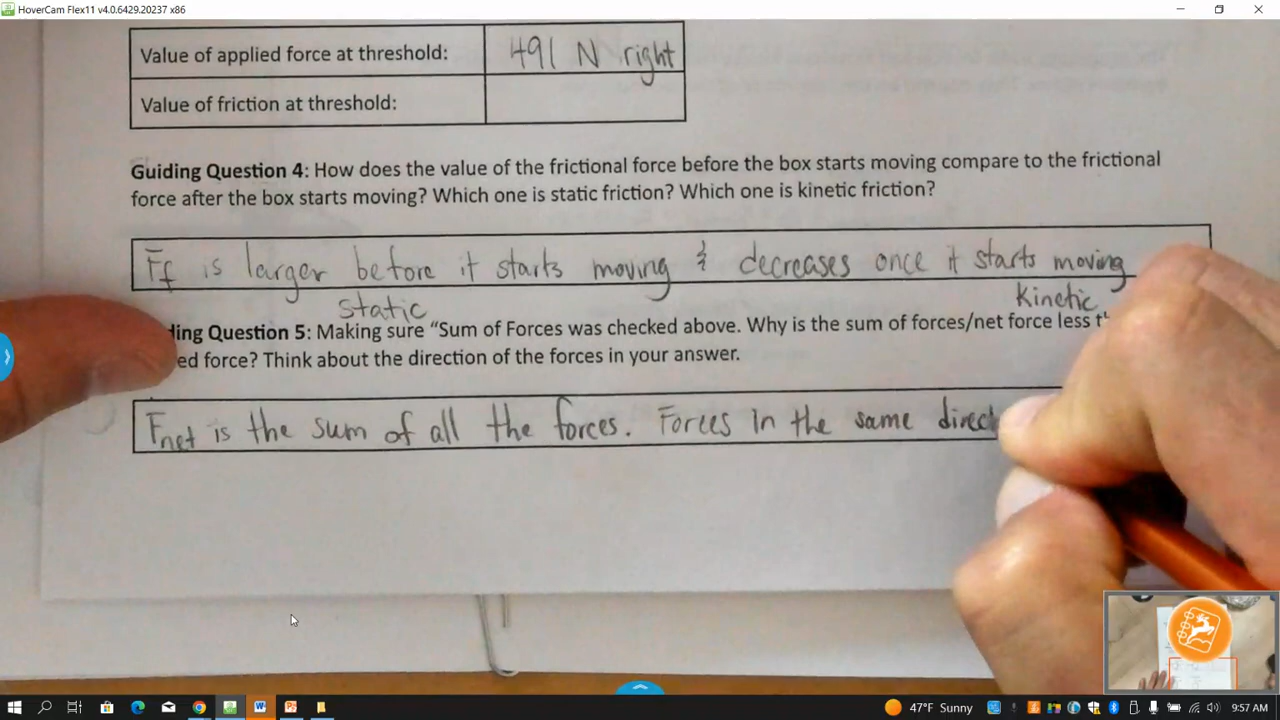 HoverCam Flex11 v4.0.6429.20237 x86
Value of applied force at threshold: 491 N right
Value of friction at threshold:
Guiding Question 4: How does the value of the frictional force before the box starts moving compare to the frictional
force after the box starts moving? Which one is static friction? Which one is kinetic friction?
Ff is larger before it starts moving & decreases once it starts moving
static kinetic
ding Question 5: Making sure “Sum of Forces was checked above. Why is the sum of forces/net force less t
ed force? Think about the direction of the forces in your answer.
Fnet is the sum of all the forces. Forces in the same direct
47°F Sunny 9:57 AM